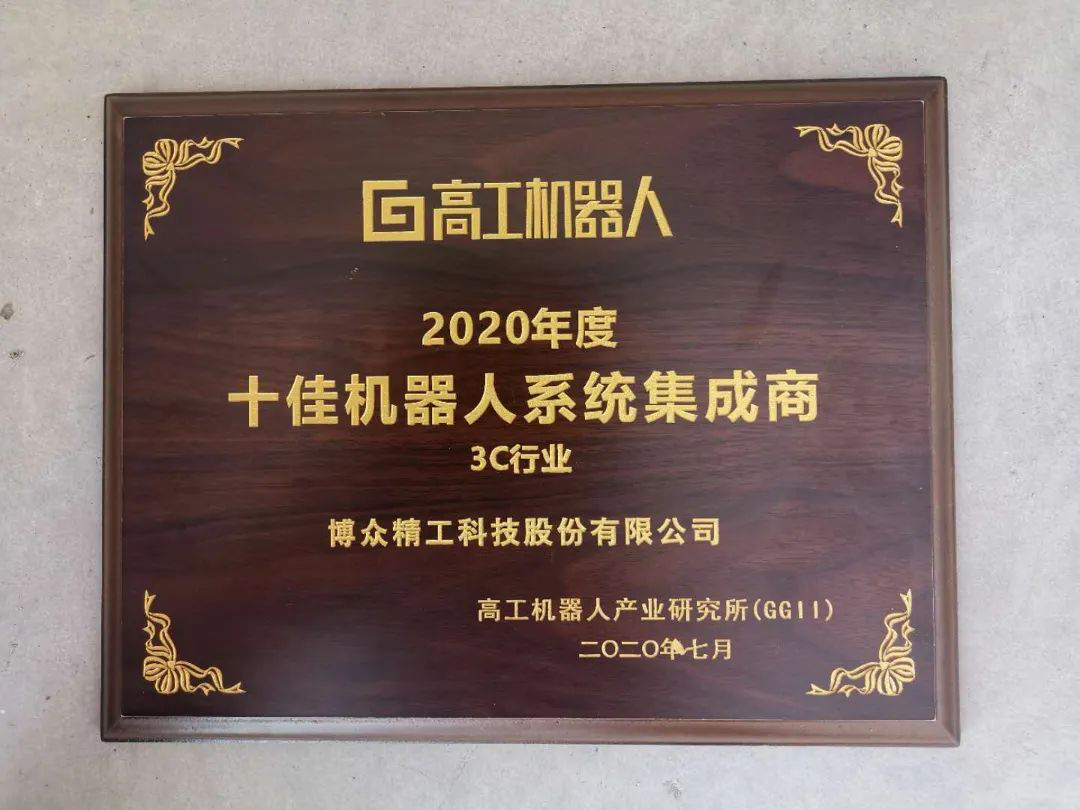 高工机器人
2020年度
十佳机器人系统集成商
3C行业
博众精工科技股份有限公司
高工机器人产业研究所(GGII)
二〇二〇年七月